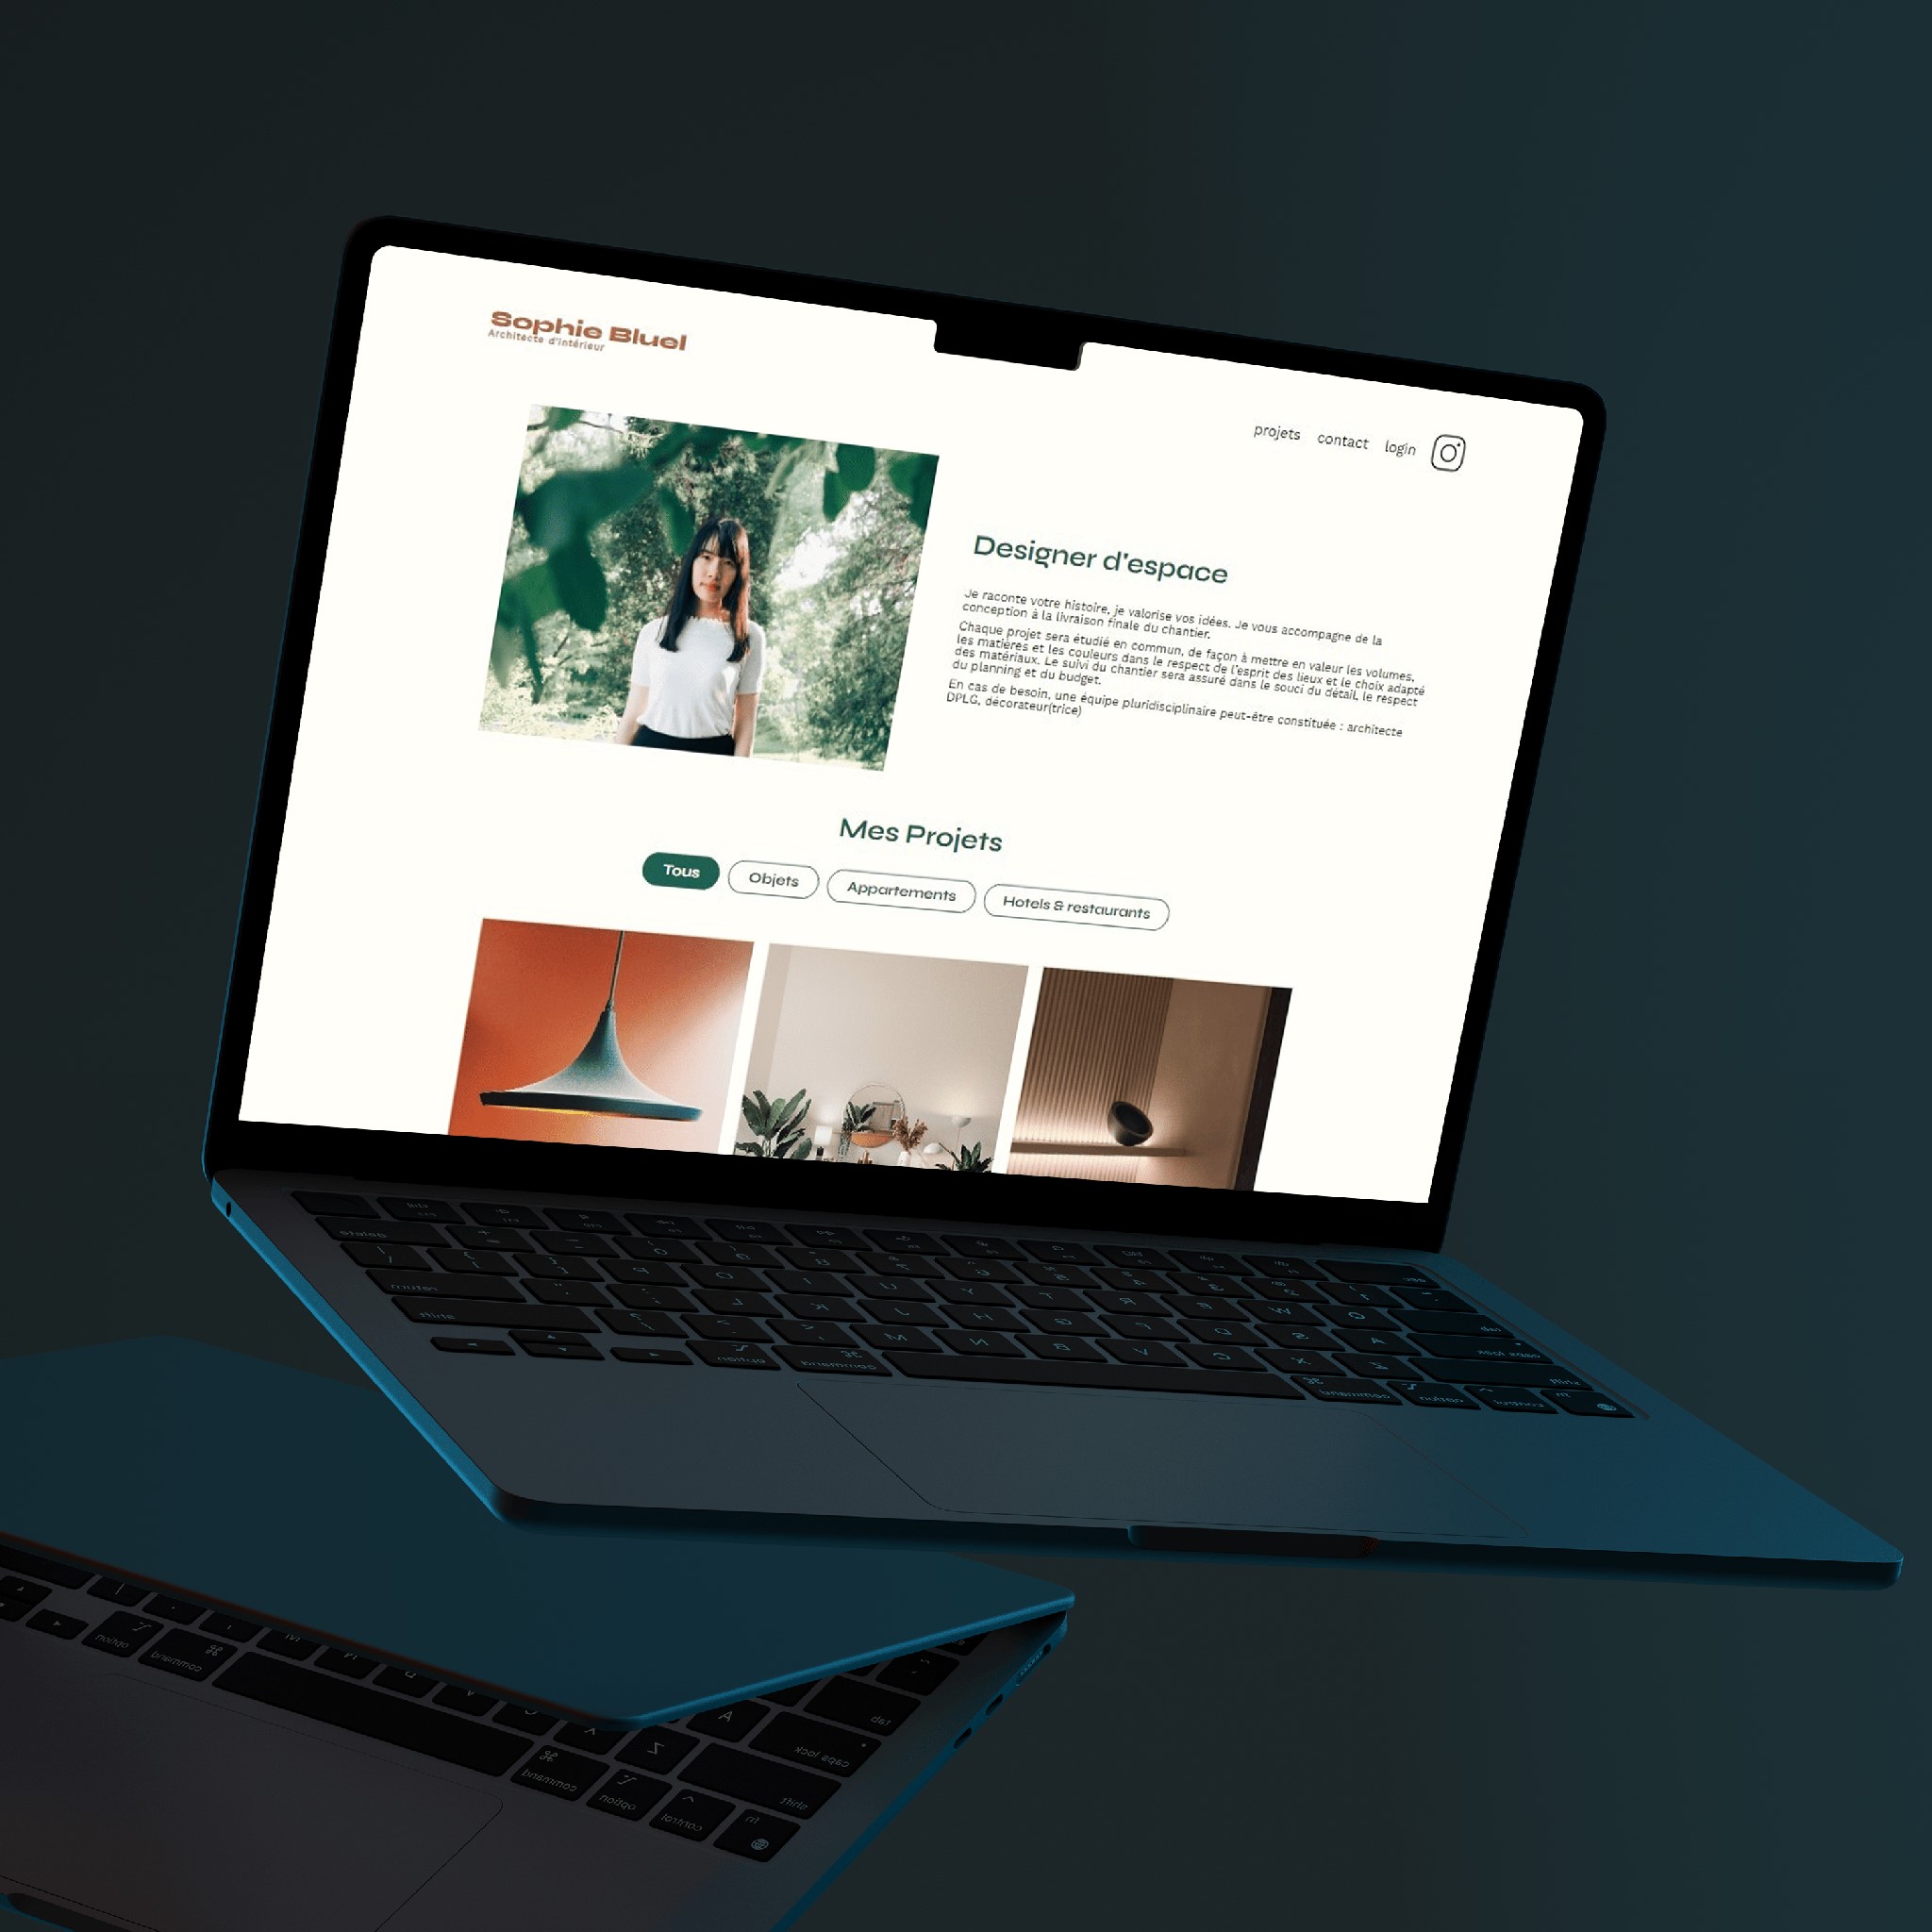 Sophie Bluel
Architecte d'intérieur
projets contact login
Designer d'espace
Je raconte votre histoire, je valorise vos idées. Je vous accompagne de la
conception à la livraison finale du chantier.
Chaque projet sera étudié en commun, de façon à mettre en valeur les volumes,
les matières et les couleurs dans le respect de l'esprit des lieux et le choix adapté
des matériaux. Le suivi du chantier sera assuré dans le souci du détail, le respect
du planning et du budget.
En cas de besoin, une équipe pluridisciplinaire peut-être constituée : architecte
DPLG, décorateur(trice)
Mes Projets
Tous Objets Appartements Hotels & restaurants